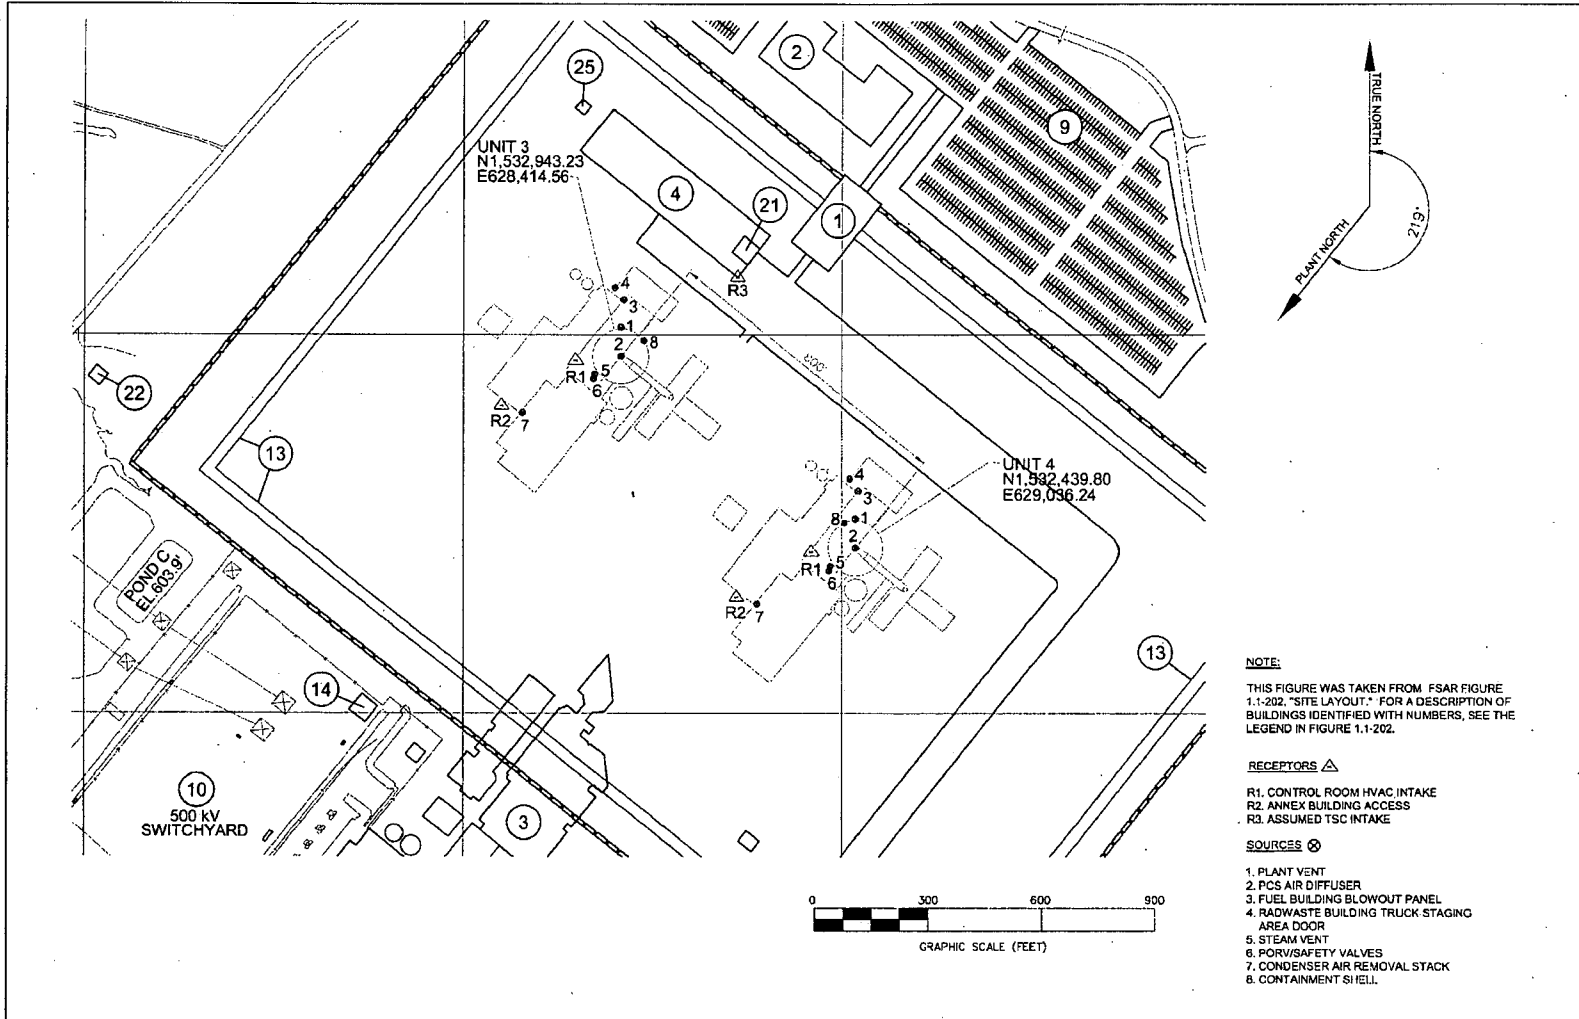 25
2
9
TRUE NORTH
UNIT 3
N1,532,943.23
E628,414.56
4
21
1
219°
PLANT NORTH
R3
4
3
1
8
2
R1
5
6
R2
7
800'
22
13
UNIT 4
N1,532,439.80
E629,036.24
4
3
8
1
2
R1
5
6
R2
7
POND C
EL.603.9'
13
14
10
500 kV
SWITCHYARD
3
0 300 600 900
GRAPHIC SCALE (FEET)
NOTE:
THIS FIGURE WAS TAKEN FROM FSAR FIGURE
1.1-202, "SITE LAYOUT." FOR A DESCRIPTION OF
BUILDINGS IDENTIFIED WITH NUMBERS, SEE THE
LEGEND IN FIGURE 1.1-202.
RECEPTORS
R1. CONTROL ROOM HVAC INTAKE
R2. ANNEX BUILDING ACCESS
R3. ASSUMED TSC INTAKE
SOURCES
1. PLANT VENT
2. PCS AIR DIFFUSER
3. FUEL BUILDING BLOWOUT PANEL
4. RADWASTE BUILDING TRUCK STAGING
AREA DOOR
5. STEAM VENT
6. PORV/SAFETY VALVES
7. CONDENSER AIR REMOVAL STACK
8. CONTAINMENT SHELL